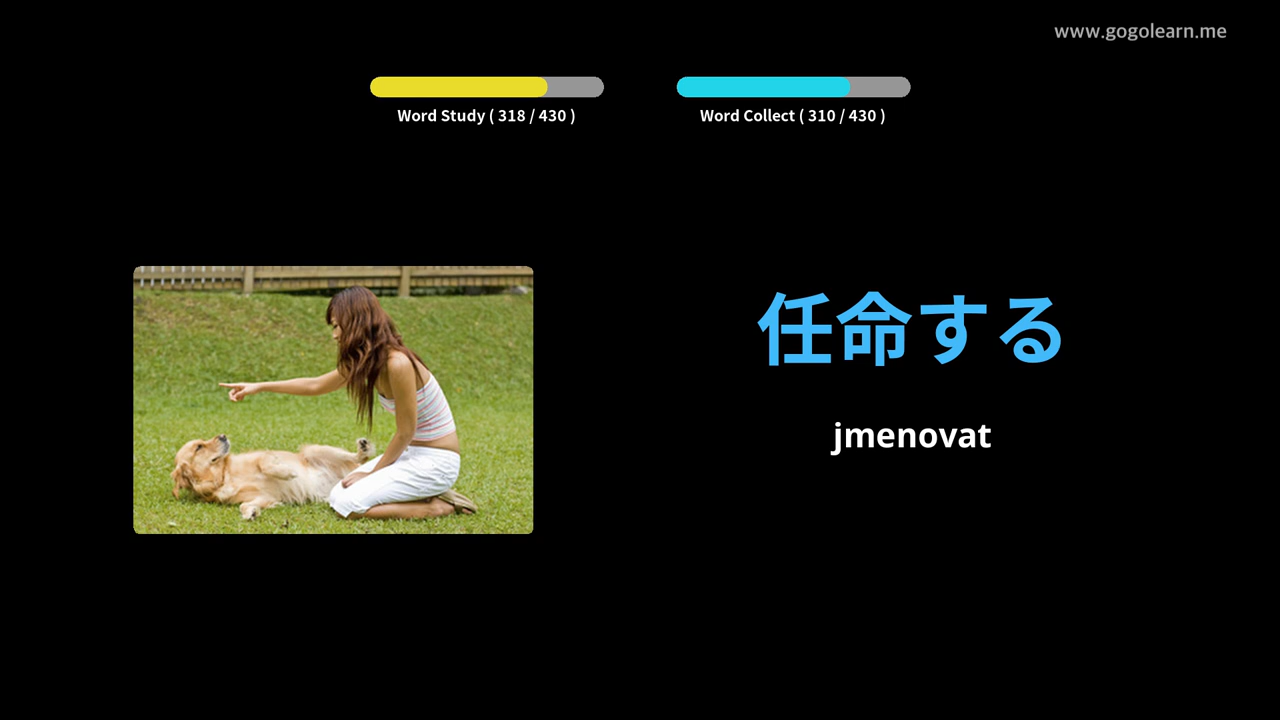 www.gogolearn.me
Word Study ( 318 / 430 )
Word Collect ( 310 / 430 )
任命する
jmenovat